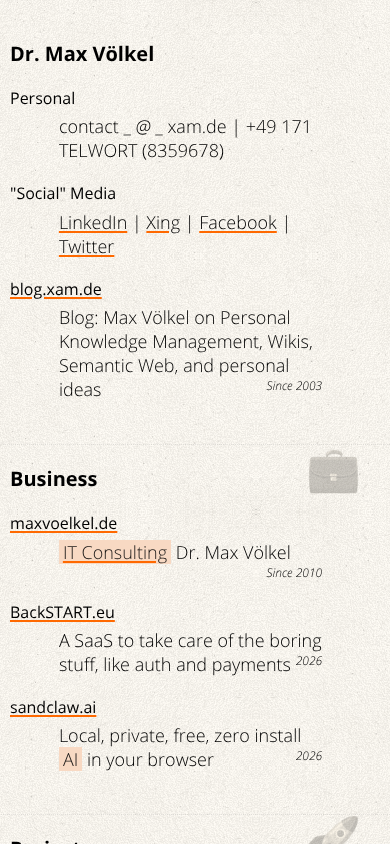 Dr. Max Völkel
Personal
contact _ @ _ xam.de | +49 171
TELWORT (8359678)
"Social" Media
LinkedIn | Xing | Facebook |
Twitter
blog.xam.de
Blog: Max Völkel on Personal
Knowledge Management, Wikis,
Semantic Web, and personal
ideas
Since 2003
Business
maxvoelkel.de
IT Consulting Dr. Max Völkel
Since 2010
BackSTART.eu
A SaaS to take care of the boring
stuff, like auth and payments 2026
sandclaw.ai
Local, private, free, zero install
AI in your browser
2026